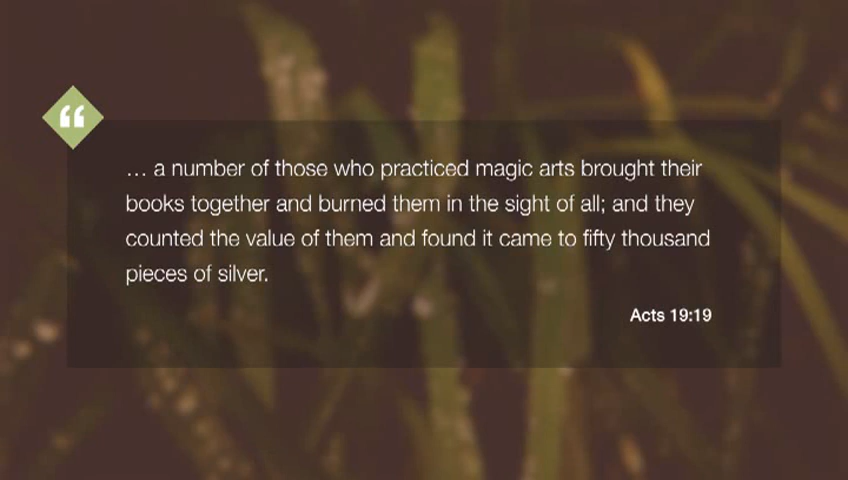 “
… a number of those who practiced magic arts brought their
books together and burned them in the sight of all; and they
counted the value of them and found it came to fifty thousand
pieces of silver.
Acts 19:19